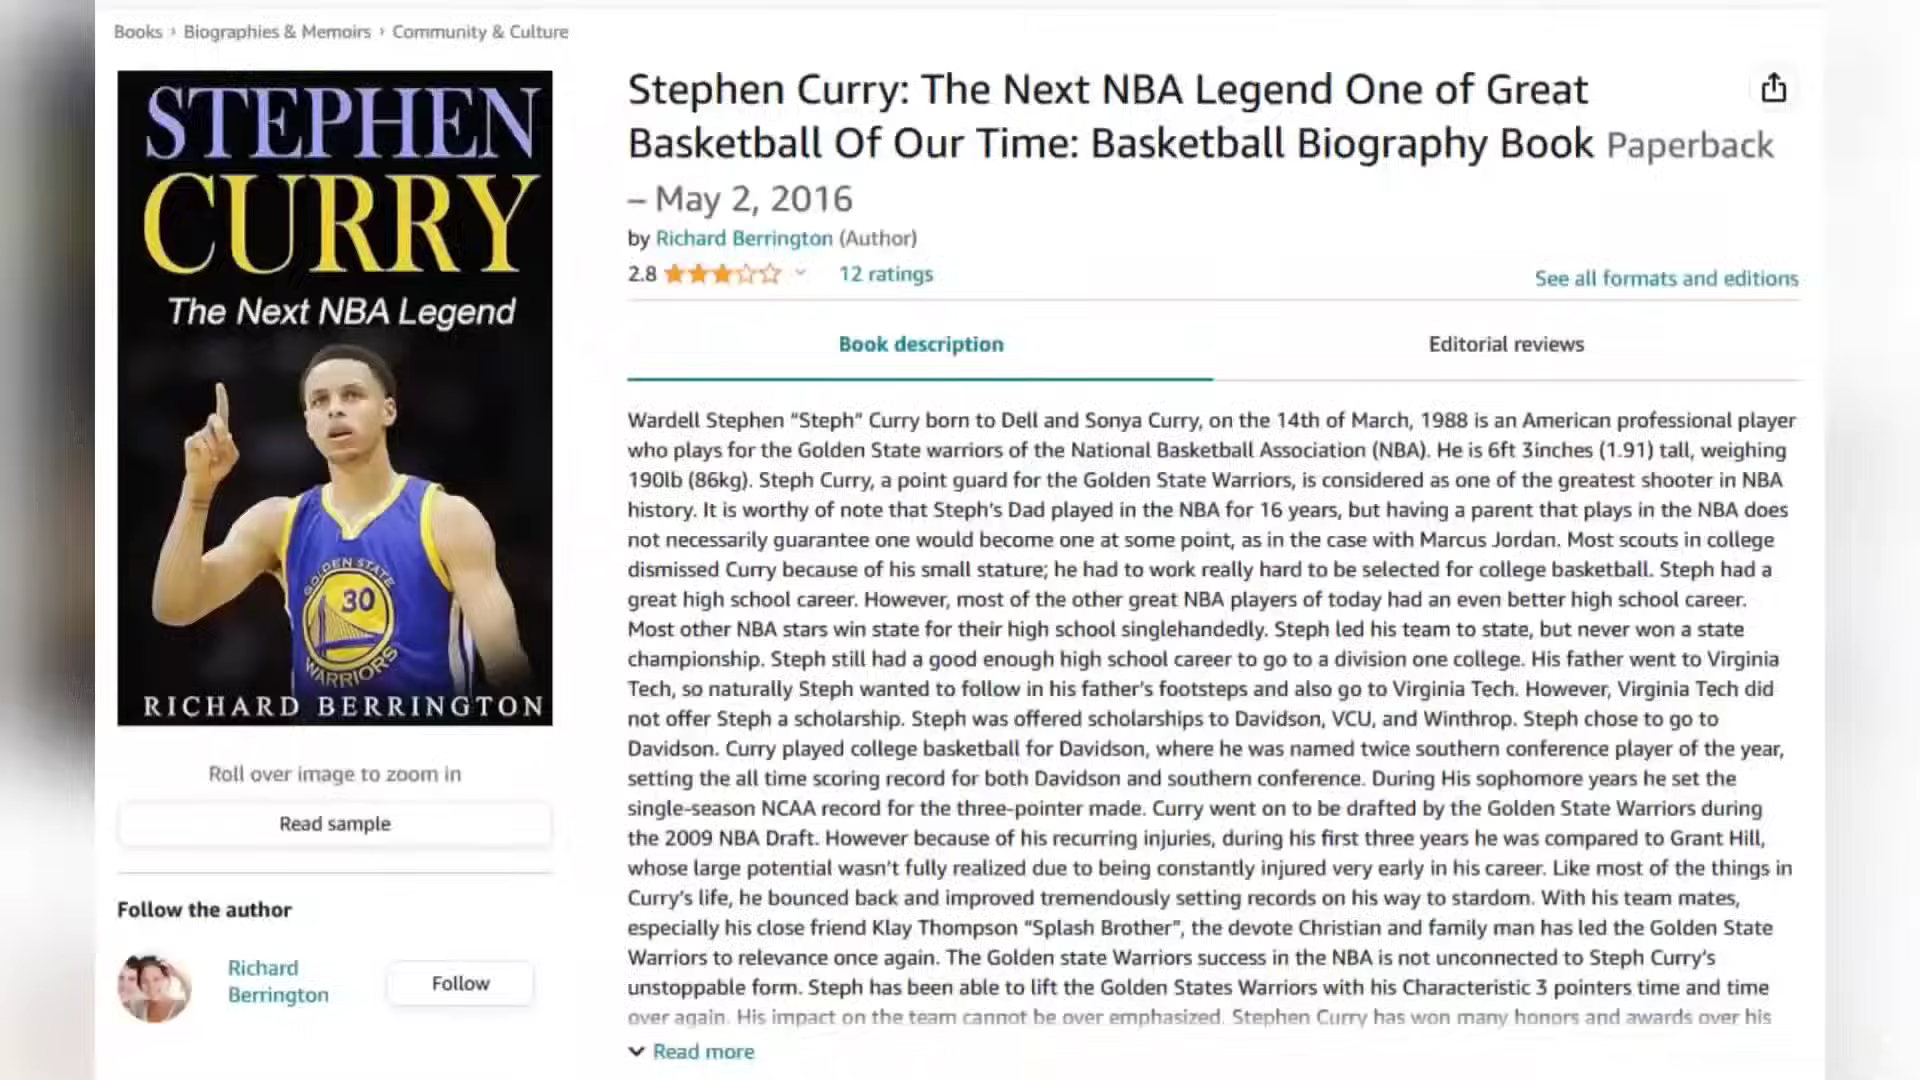 Books › Biographies & Memoirs › Community & Culture
STEPHEN
CURRY
The Next NBA Legend
GOLDEN STATE
30
WARRIORS
RICHARD BERRINGTON
Roll over image to zoom in
Read sample
Follow the author
Richard
Berrington
Follow
Stephen Curry: The Next NBA Legend One of Great
Basketball Of Our Time: Basketball Biography Book Paperback
– May 2, 2016
by Richard Berrington (Author)
2.8 12 ratings
See all formats and editions
Book description
Editorial reviews
Wardell Stephen “Steph” Curry born to Dell and Sonya Curry, on the 14th of March, 1988 is an American professional player
who plays for the Golden State warriors of the National Basketball Association (NBA). He is 6ft 3inches (1.91) tall, weighing
190lb (86kg). Steph Curry, a point guard for the Golden State Warriors, is considered as one of the greatest shooter in NBA
history. It is worthy of note that Steph’s Dad played in the NBA for 16 years, but having a parent that plays in the NBA does
not necessarily guarantee one would become one at some point, as in the case with Marcus Jordan. Most scouts in college
dismissed Curry because of his small stature; he had to work really hard to be selected for college basketball. Steph had a
great high school career. However, most of the other great NBA players of today had an even better high school career.
Most other NBA stars win state for their high school singlehandedly. Steph led his team to state, but never won a state
championship. Steph still had a good enough high school career to go to a division one college. His father went to Virginia
Tech, so naturally Steph wanted to follow in his father’s footsteps and also go to Virginia Tech. However, Virginia Tech did
not offer Steph a scholarship. Steph was offered scholarships to Davidson, VCU, and Winthrop. Steph chose to go to
Davidson. Curry played college basketball for Davidson, where he was named twice southern conference player of the year,
setting the all time scoring record for both Davidson and southern conference. During His sophomore years he set the
single-season NCAA record for the three-pointer made. Curry went on to be drafted by the Golden State Warriors during
the 2009 NBA Draft. However because of his recurring injuries, during his first three years he was compared to Grant Hill,
whose large potential wasn’t fully realized due to being constantly injured very early in his career. Like most of the things in
Curry’s life, he bounced back and improved tremendously setting records on his way to stardom. With his team mates,
especially his close friend Klay Thompson “Splash Brother”, the devote Christian and family man has led the Golden State
Warriors to relevance once again. The Golden state Warriors success in the NBA is not unconnected to Steph Curry’s
unstoppable form. Steph has been able to lift the Golden States Warriors with his Characteristic 3 pointers time and time
over again. His impact on the team cannot be over emphasized. Stephen Curry has won many honors and awards over his
Read more